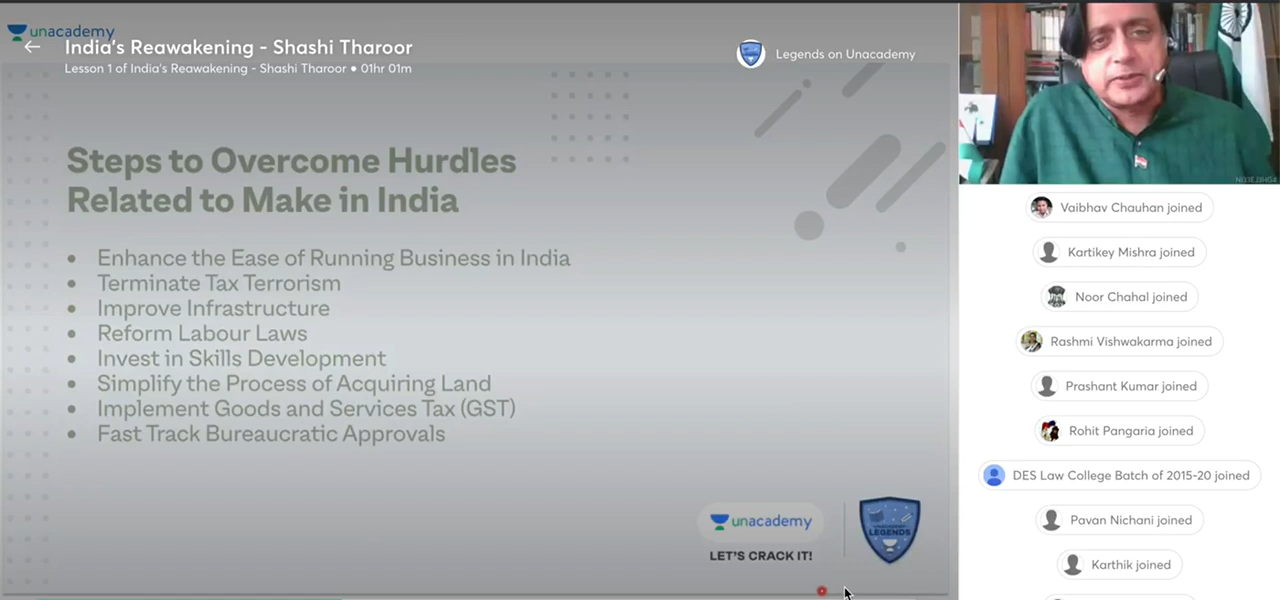 unacademy
India's Reawakening - Shashi Tharoor
Lesson 1 of India's Reawakening - Shashi Tharoor • 01hr 01m
Legends on Unacademy
Steps to Overcome Hurdles
Related to Make in India
• Enhance the Ease of Running Business in India
• Terminate Tax Terrorism
• Improve Infrastructure
• Reform Labour Laws
• Invest in Skills Development
• Simplify the Process of Acquiring Land
• Implement Goods and Services Tax (GST)
• Fast Track Bureaucratic Approvals
unacademy
LET'S CRACK IT!
UNACADEMY
LEGENDS
Vaibhav Chauhan joined
Kartikey Mishra joined
Noor Chahal joined
Rashmi Vishwakarma joined
Prashant Kumar joined
Rohit Pangaria joined
DES Law College Batch of 2015-20 joined
Pavan Nichani joined
Karthik joined